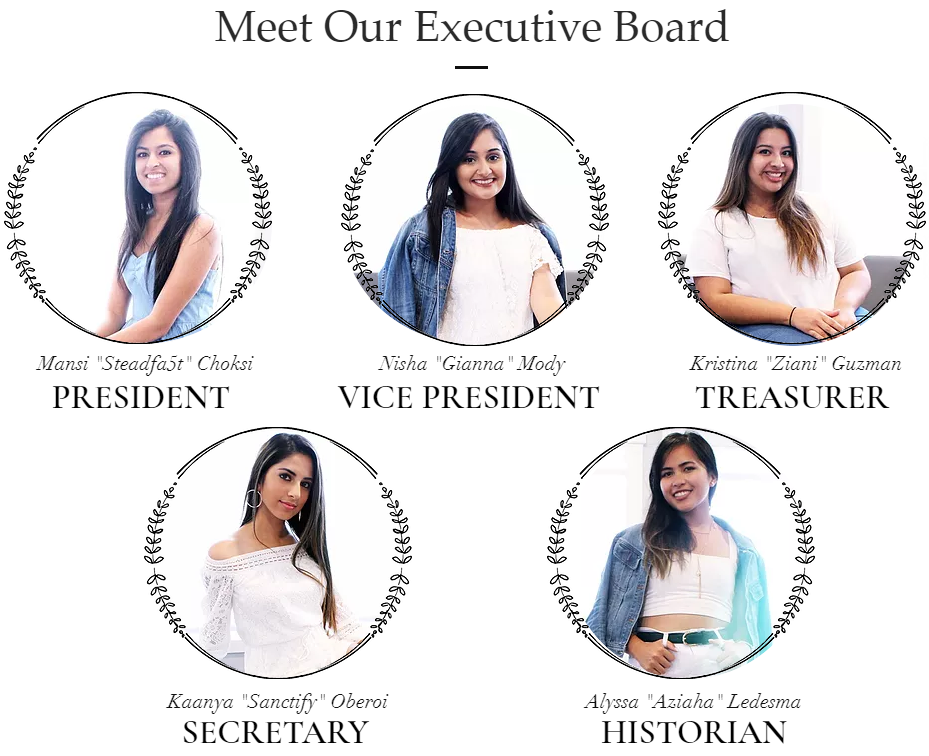 Meet Our Executive Board
Mansi "Steadfa5t" Choksi
PRESIDENT
Nisha "Gianna" Mody
VICE PRESIDENT
Kristina "Ziani" Guzman
TREASURER
Kaanya "Sanctify" Oberoi
SECRETARY
Alyssa "Aziaha" Ledesma
HISTORIAN